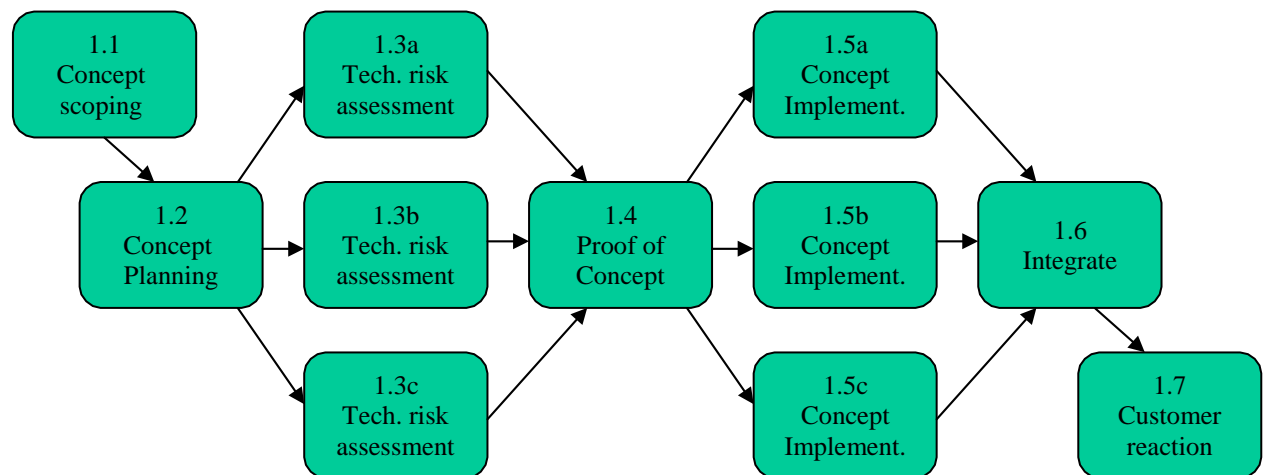 1.1
Concept
scoping
1.2
Concept
Planning
1.3a
Tech. risk
assessment
1.3b
Tech. risk
assessment
1.3c
Tech. risk
assessment
1.4
Proof of
Concept
1.5a
Concept
Implement.
1.5b
Concept
Implement.
1.5c
Concept
Implement.
1.6
Integrate
1.7
Customer
reaction